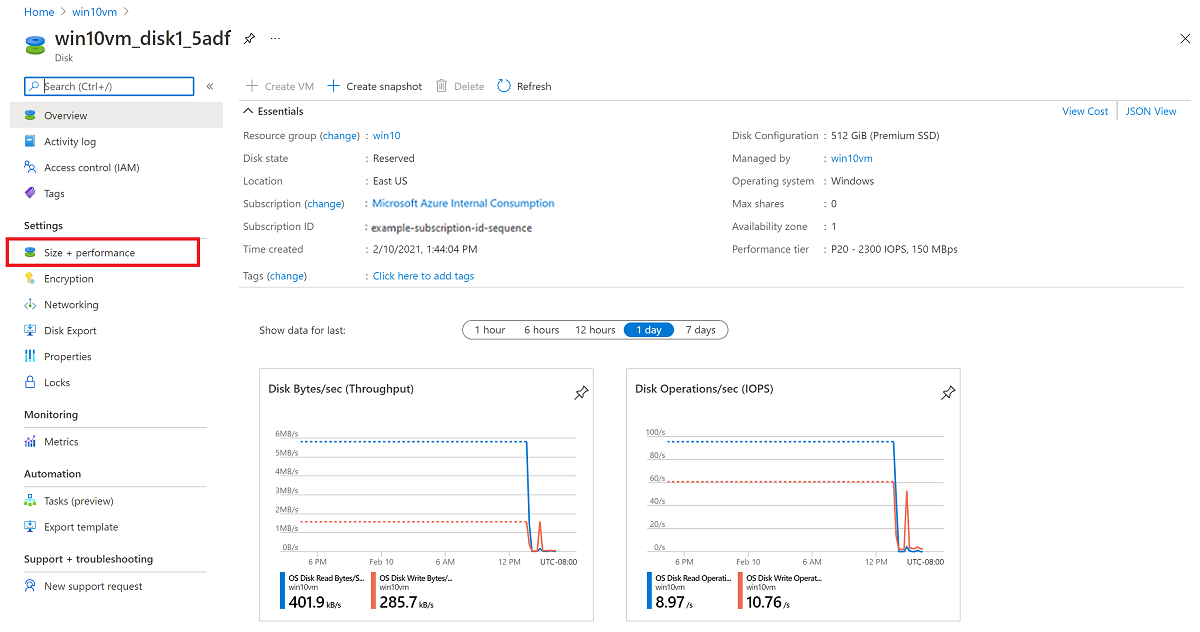 Home > win10vm >
win10vm_disk1_5adf ...
Disk
Search (Ctrl+/) «
Overview
Activity log
Access control (IAM)
Tags
Settings
Size + performance
Encryption
Networking
Disk Export
Properties
Locks
Monitoring
Metrics
Automation
Tasks (preview)
Export template
Support + troubleshooting
New support request
Create VM Create snapshot Delete Refresh
Essentials View Cost JSON View
Resource group (change) : win10
Disk state : Reserved
Location : East US
Subscription (change) : Microsoft Azure Internal Consumption
Subscription ID : example-subscription-id-sequence
Time created : 2/10/2021, 1:44:04 PM
Tags (change) : Click here to add tags
Disk Configuration : 512 GiB (Premium SSD)
Managed by : win10vm
Operating system : Windows
Max shares : 0
Availability zone : 1
Performance tier : P20 - 2300 IOPS, 150 MBps
Show data for last: 1 hour 6 hours 12 hours 1 day 7 days
Disk Bytes/sec (Throughput)
6MB/s
5MB/s
4MB/s
3MB/s
2MB/s
1MB/s
0B/s
6 PM Feb 10 6 AM 12 PM UTC-08:00
OS Disk Read Bytes/S...
win10vm
401.9 kB/s
OS Disk Write Bytes/...
win10vm
285.7 kB/s
Disk Operations/sec (IOPS)
100/s
80/s
60/s
40/s
20/s
0/s
6 PM Feb 10 6 AM 12 PM UTC-08:00
OS Disk Read Operati...
win10vm
8.97 /s
OS Disk Write Operat...
win10vm
10.76 /s